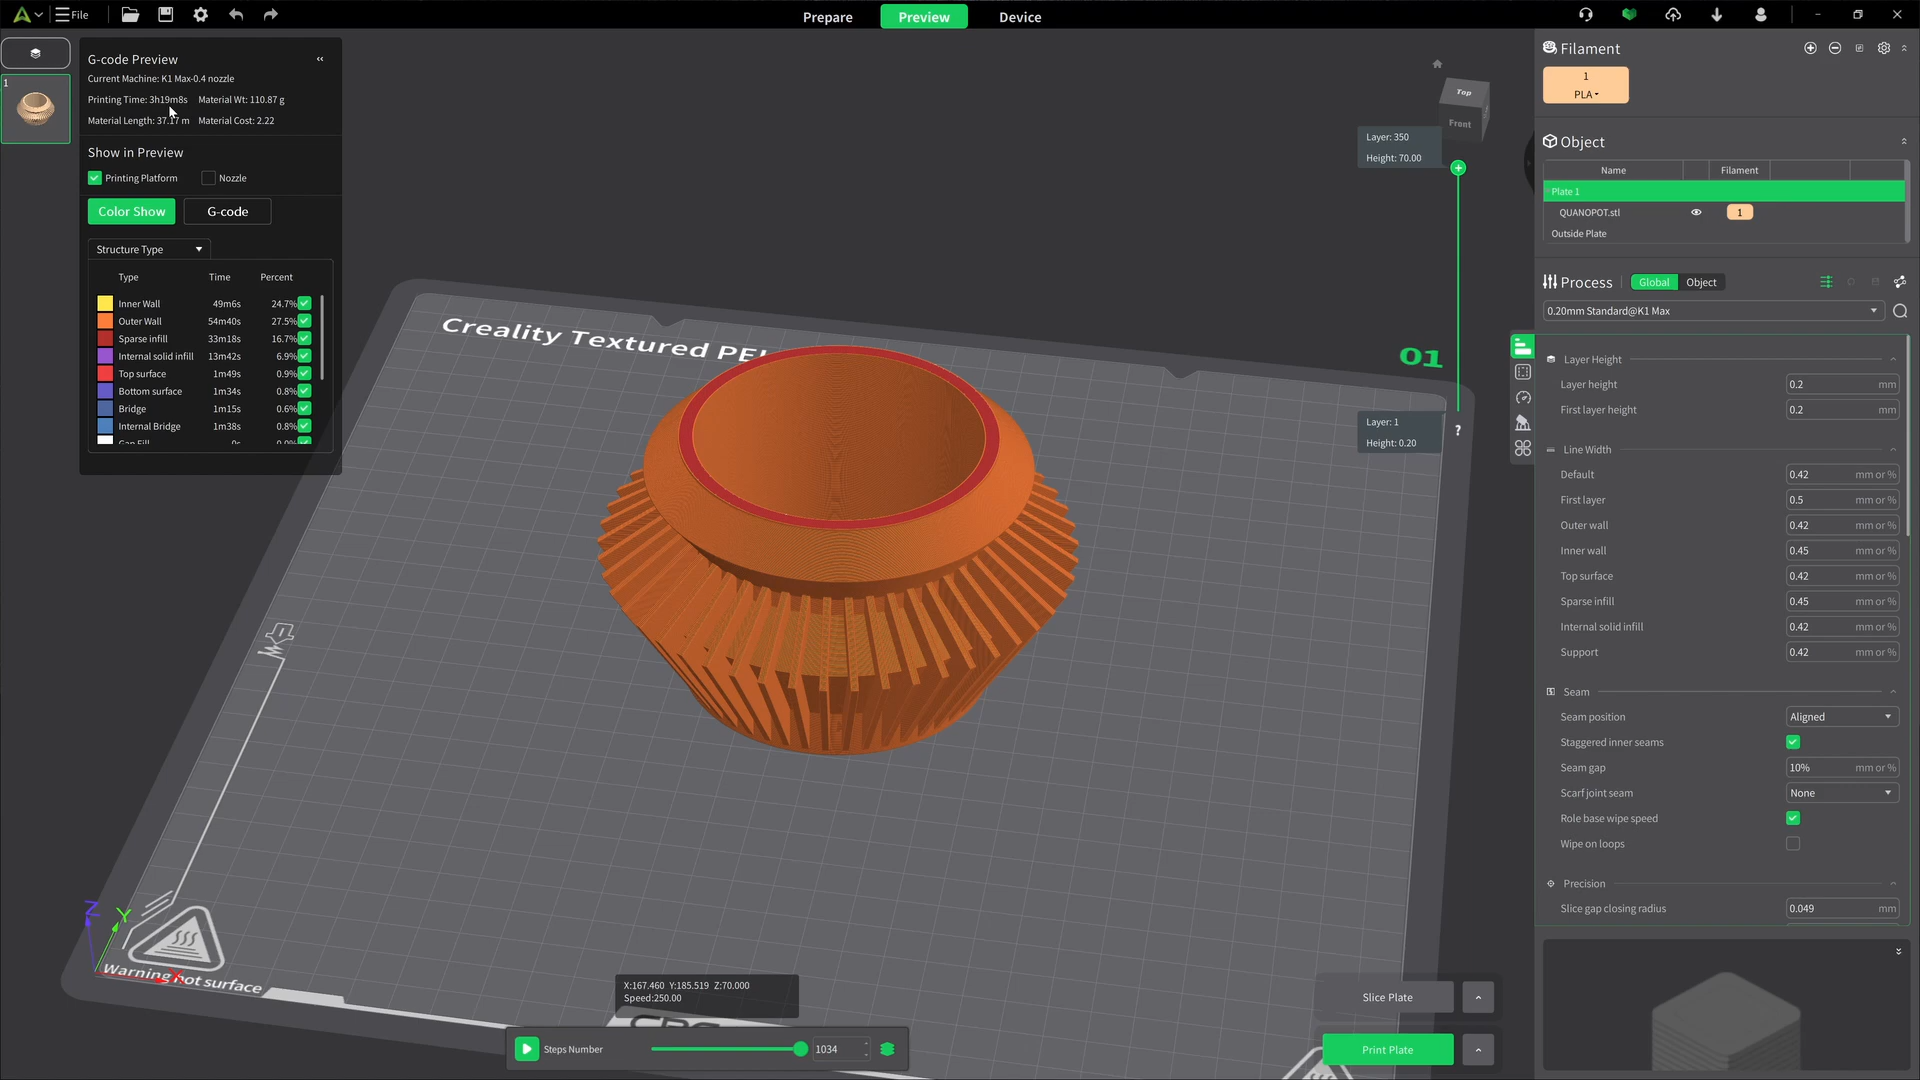 File
Prepare
Preview
Device
G-code Preview
Current Machine: K1 Max-0.4 nozzle
Printing Time: 3h19m8s Material Wt: 110.87 g
Material Length: 37.17 m Material Cost: 2.22
Show in Preview
Printing Platform
Nozzle
Color Show
G-code
Structure Type
Type Time Percent
Inner Wall 49m6s 24.7%
Outer Wall 54m40s 27.5%
Sparse infill 33m18s 16.7%
Internal solid infill 13m42s 6.9%
Top surface 1m49s 0.9%
Bottom surface 1m34s 0.8%
Bridge 1m15s 0.6%
Internal Bridge 1m38s 0.8%
Gap Fill 0s 0.0%
1
Creality Textured PEI
01
Warning hot surface
Z
Y
X
Top
Front
Layer: 350
Height: 70.00
Layer: 1
Height: 0.20
?
X:167.460 Y:185.519 Z:70.000
Speed:250.00
Steps Number
1034
Slice Plate
Print Plate
Filament
1
PLA
Object
Name Filament
Plate 1
QUANOPOT.stl 1
Outside Plate
Process
Global
Object
0.20mm Standard@K1 Max
Layer Height
Layer height 0.2 mm
First layer height 0.2 mm
Line Width
Default 0.42 mm or %
First layer 0.5 mm or %
Outer wall 0.42 mm or %
Inner wall 0.45 mm or %
Top surface 0.42 mm or %
Sparse infill 0.45 mm or %
Internal solid infill 0.42 mm or %
Support 0.42 mm or %
Seam
Seam position Aligned
Staggered inner seams
Seam gap 10% mm or %
Scarf joint seam None
Role base wipe speed
Wipe on loops
Precision
Slice gap closing radius 0.049 mm